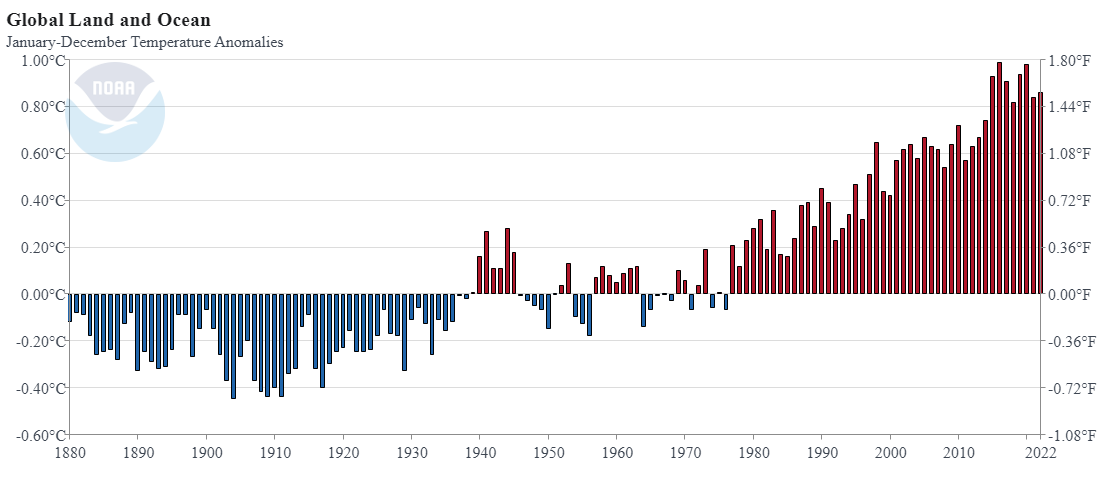 Global Land and Ocean
January-December Temperature Anomalies
1.00°C 1.80°F
NOAA
0.80°C 1.44°F
0.60°C 1.08°F
0.40°C 0.72°F
0.20°C 0.36°F
0.00°C 0.00°F
-0.20°C -0.36°F
-0.40°C -0.72°F
-0.60°C -1.08°F
1880 1890 1900 1910 1920 1930 1940 1950 1960 1970 1980 1990 2000 2010 2022